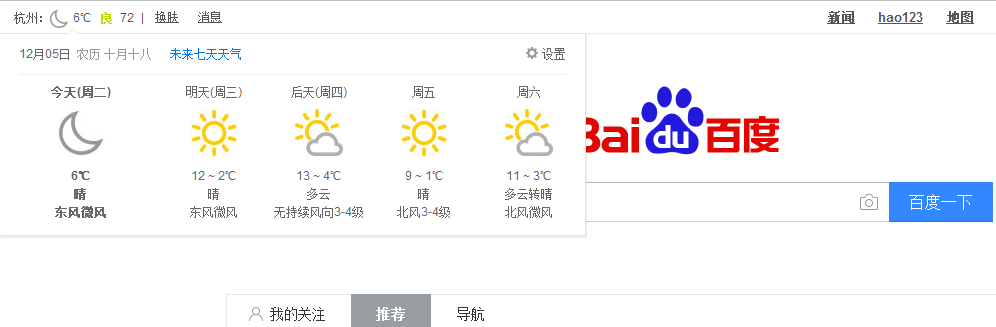 杭州： 6℃ 良 72 | 换肤 消息 新闻 hao123 地图
12月05日 农历 十月十八 未来七天天气 设置
今天(周二) 明天(周三) 后天(周四) 周五 周六
6℃ 12 ~ 2℃ 13 ~ 4℃ 9 ~ 1℃ 11 ~ 3℃
晴 晴 多云 晴 多云转晴
东风微风 东风微风 无持续风向3-4级 北风3-4级 北风微风
Bai du 百度
百度一下
我的关注 推荐 导航